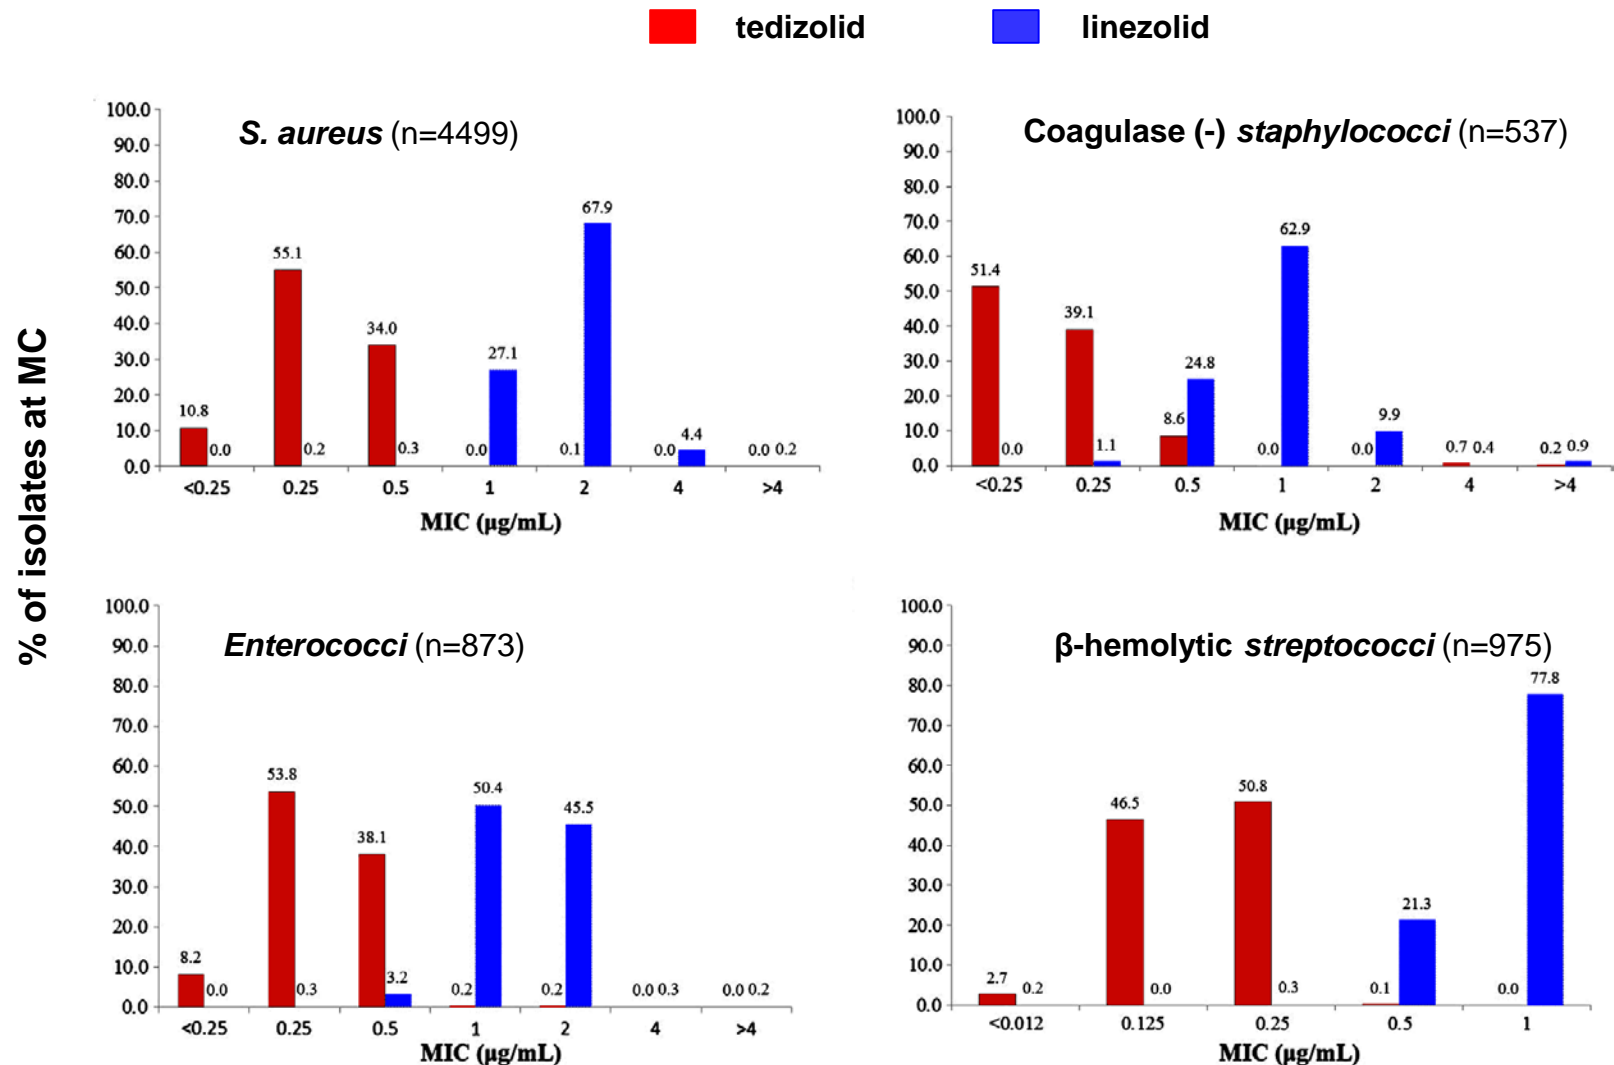 tedizolid linezolid
% of isolates at MC
S. aureus (n=4499)
100.0
90.0
80.0
70.0
60.0
50.0
40.0
30.0
20.0
10.0
0.0
10.8 0.0 55.1 0.2 34.0 0.3 0.0 27.1 0.1 67.9 0.0 4.4 0.0 0.2
<0.25 0.25 0.5 1 2 4 >4
MIC (µg/mL)
Coagulase (-) staphylococci (n=537)
100.0
90.0
80.0
70.0
60.0
50.0
40.0
30.0
20.0
10.0
0.0
51.4 0.0 39.1 1.1 8.6 24.8 0.0 62.9 0.0 9.9 0.7 0.4 0.2 0.9
<0.25 0.25 0.5 1 2 4 >4
MIC (µg/mL)
Enterococci (n=873)
100.0
90.0
80.0
70.0
60.0
50.0
40.0
30.0
20.0
10.0
0.0
8.2 0.0 53.8 0.3 38.1 3.2 0.2 50.4 0.2 45.5 0.0 0.3 0.0 0.2
<0.25 0.25 0.5 1 2 4 >4
MIC (µg/mL)
β-hemolytic streptococci (n=975)
100.0
90.0
80.0
70.0
60.0
50.0
40.0
30.0
20.0
10.0
0.0
2.7 0.2 46.5 0.0 50.8 0.3 0.1 21.3 0.0 77.8
<0.012 0.125 0.25 0.5 1
MIC (µg/mL)